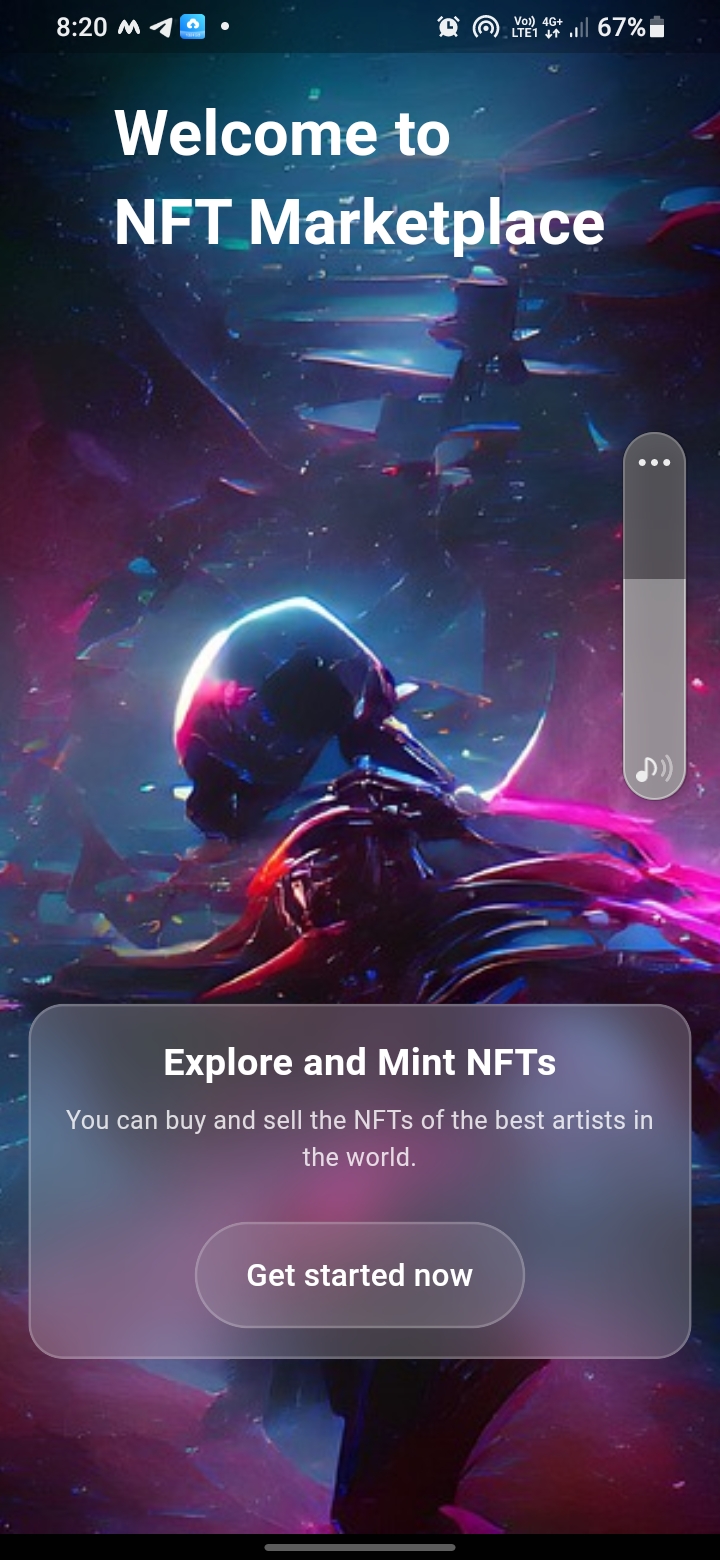 8:20
Vo)) LTE1 4G+ 67%
Welcome to
NFT Marketplace
Explore and Mint NFTs
You can buy and sell the NFTs of the best artists in
the world.
Get started now